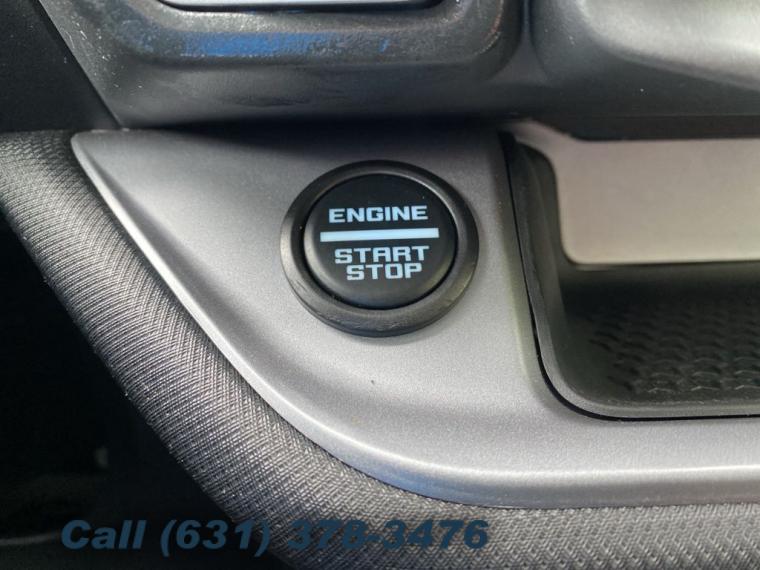 ENGINE
START
STOP
Call (631) 378-3476